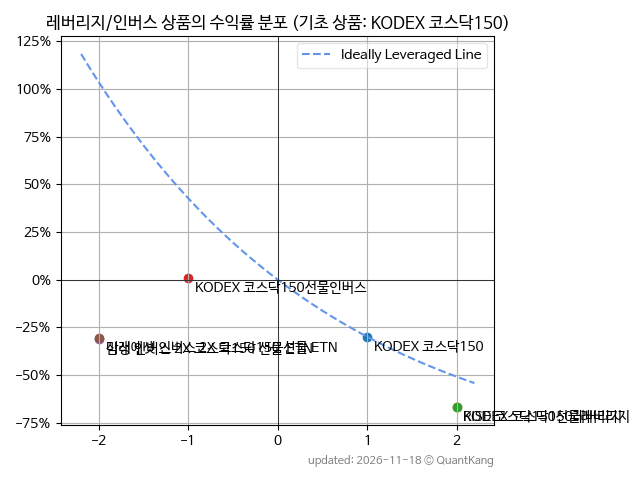 레버리지/인버스 상품의 수익률 분포 (기초 상품: KODEX 코스닥150)
125%
Ideally Leveraged Line
100%
75%
50%
25%
0%
KODEX 코스닥150선물인버스
−25%
KODEX 코스닥150
ETN
−50%
−75%
−2
−1
0
1
2
updated: 2026-11-18 © QuantKang